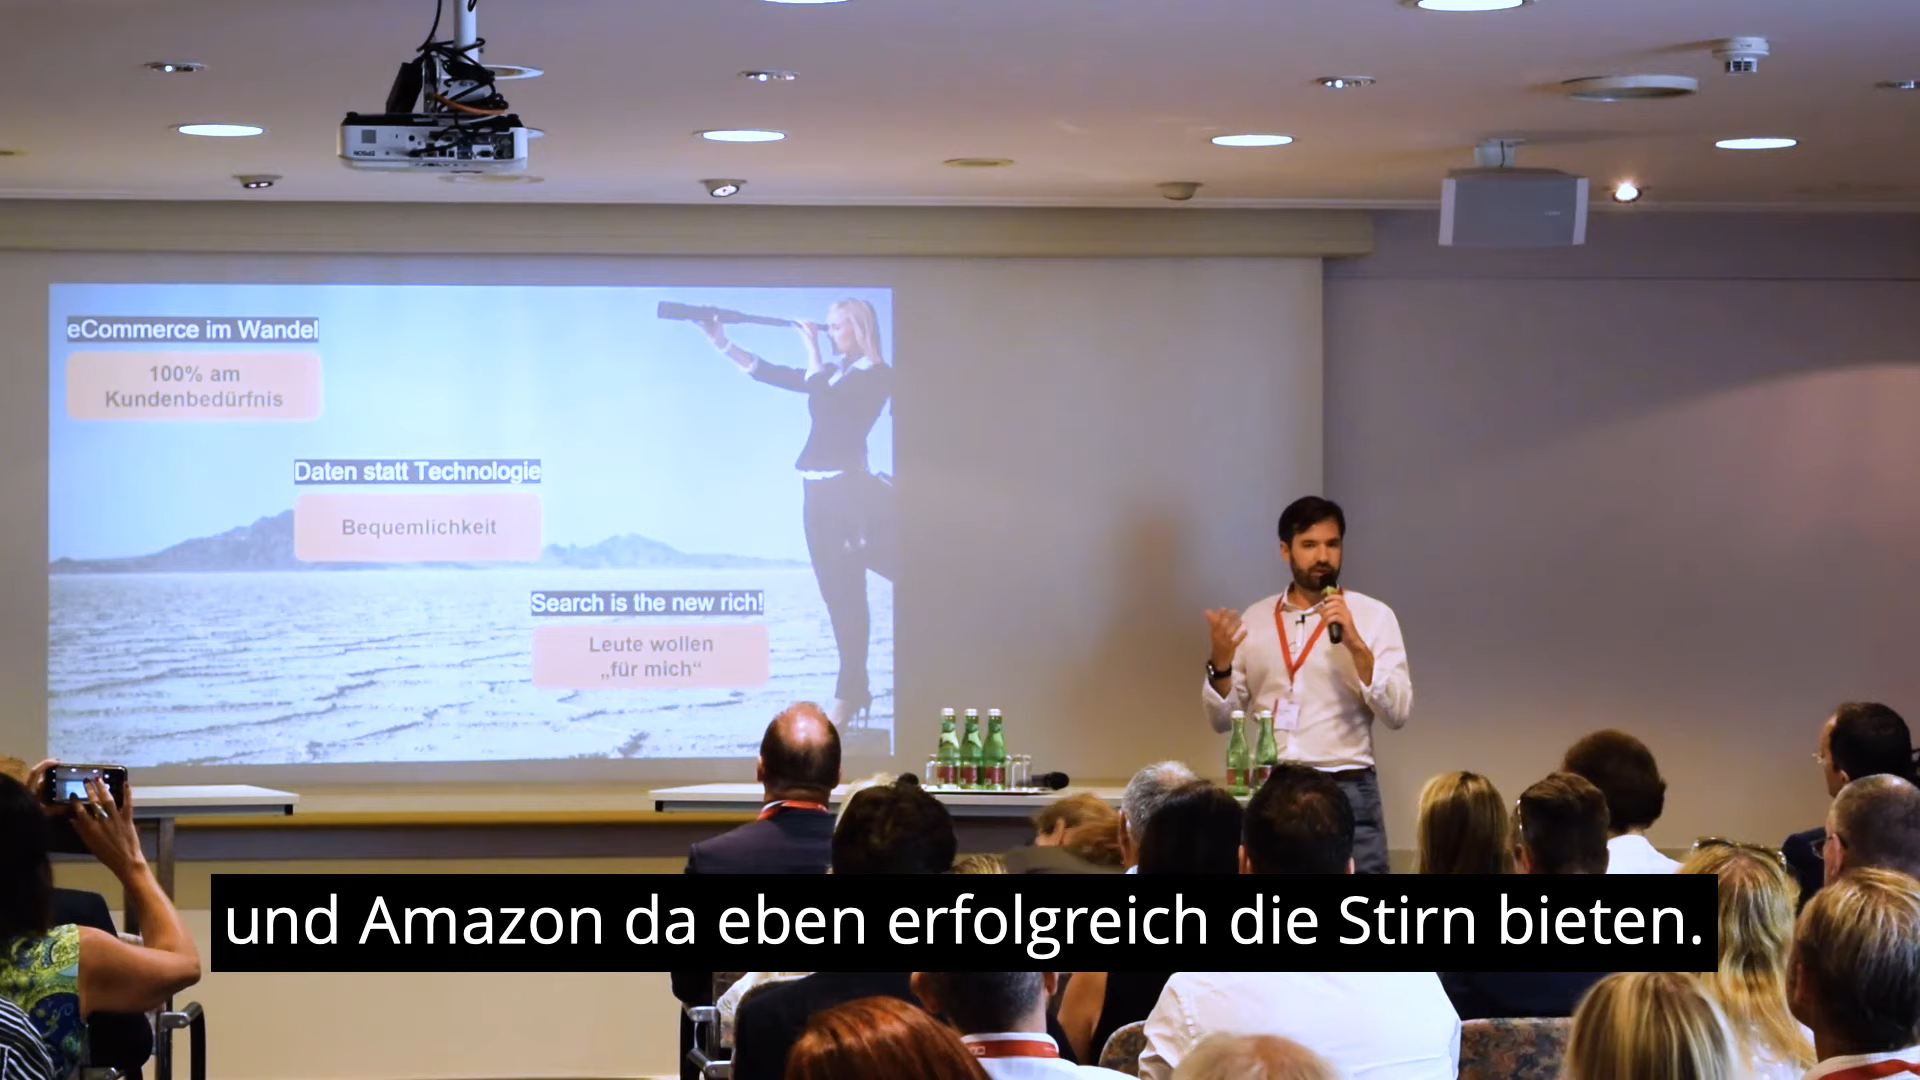 eCommerce im Wandel
100% am
Kundenbedürfnis
Daten statt Technologie
Bequemlichkeit
Search is the new rich!
Leute wollen
„für mich“
EPSON
und Amazon da eben erfolgreich die Stirn bieten.